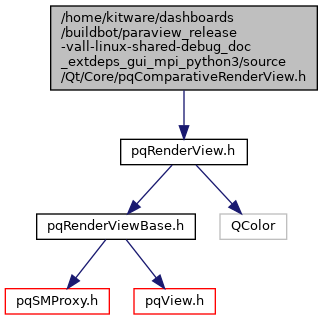 /home/kitware/dashboards
/buildbot/paraview_release
-vall-linux-shared-debug_doc
_extdeps_gui_mpi_python3/source
/Qt/Core/pqComparativeRenderView.h
pqRenderView.h
pqRenderViewBase.h
QColor
pqSMProxy.h
pqView.h